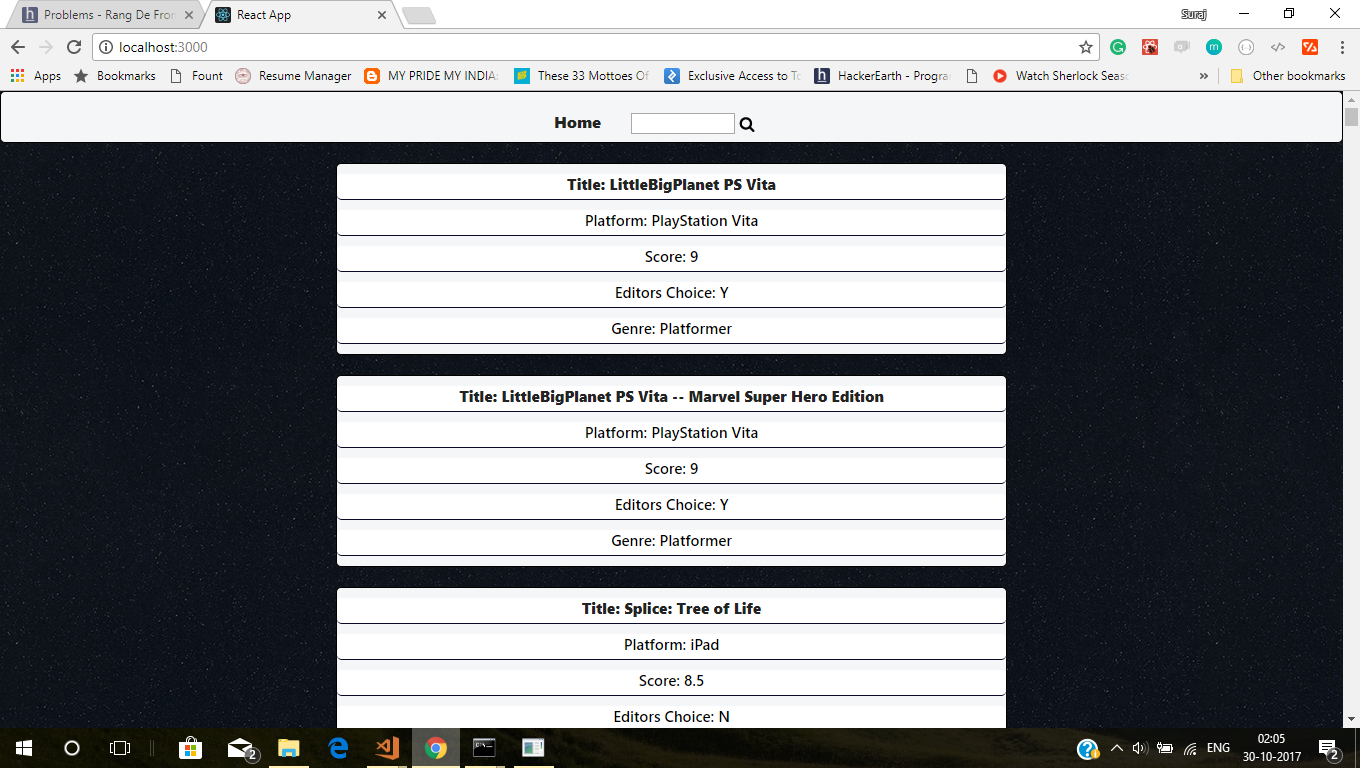 Problems - Rang De Fron
React App
Suraj
localhost:3000
Apps Bookmarks Fount Resume Manager MY PRIDE MY INDIA: These 33 Mottoes Of Exclusive Access to To HackerEarth - Progra Watch Sherlock Seaso » Other bookmarks
Home
Title: LittleBigPlanet PS Vita
Platform: PlayStation Vita
Score: 9
Editors Choice: Y
Genre: Platformer
Title: LittleBigPlanet PS Vita -- Marvel Super Hero Edition
Platform: PlayStation Vita
Score: 9
Editors Choice: Y
Genre: Platformer
Title: Splice: Tree of Life
Platform: iPad
Score: 8.5
Editors Choice: N
2
ENG
02:05
30-10-2017
2